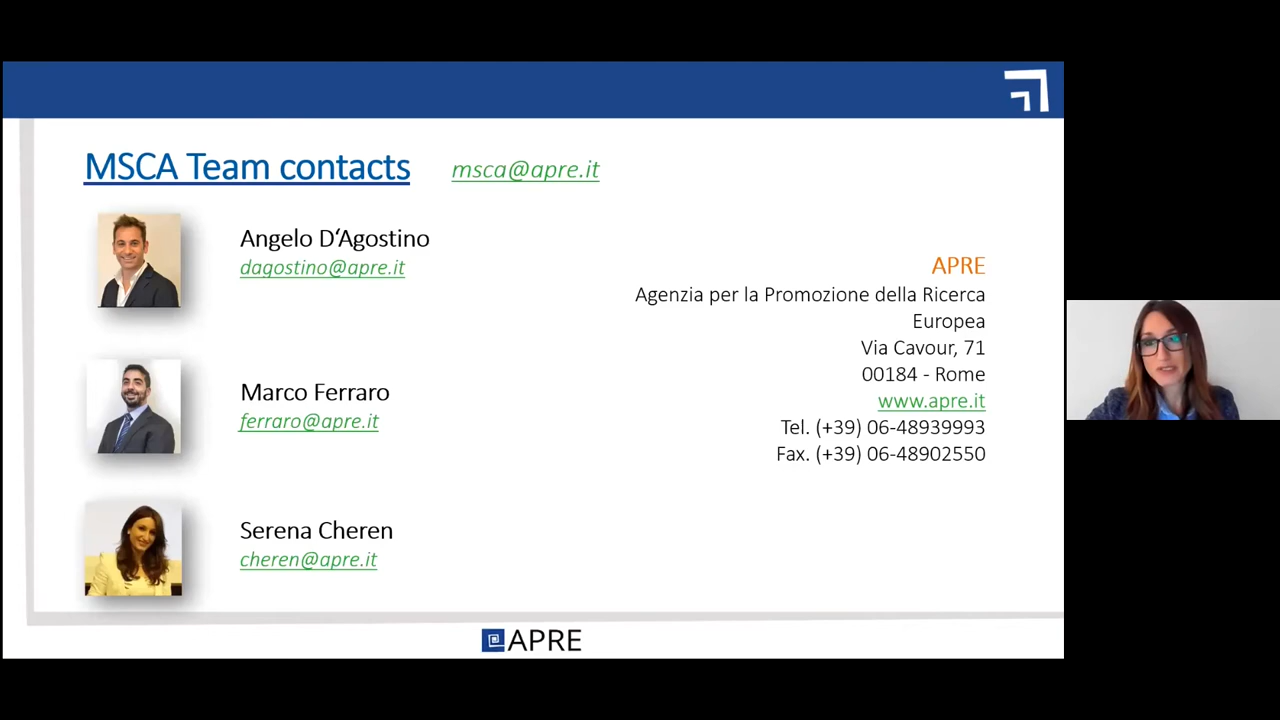 MSCA Team contacts
msca@apre.it
Angelo D‘Agostino
dagostino@apre.it
Marco Ferraro
ferraro@apre.it
Serena Cheren
cheren@apre.it
APRE
Agenzia per la Promozione della Ricerca
Europea
Via Cavour, 71
00184 - Rome
www.apre.it
Tel. (+39) 06-48939993
Fax. (+39) 06-48902550
APRE